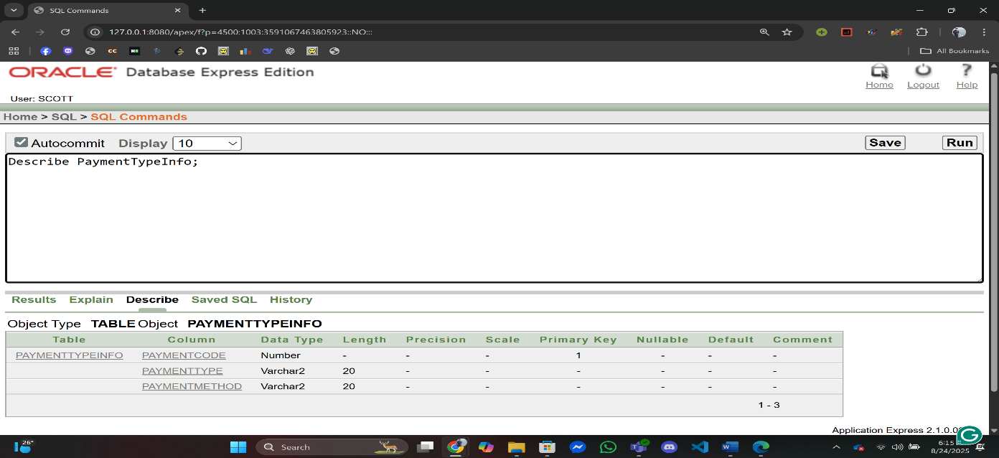 SQL Commands
127.0.0.1:8080/apex/f?p=4500:1003:3591067463805923::NO:::
All Bookmarks
ORACLE Database Express Edition
Home Logout Help
User: SCOTT
Home > SQL > SQL Commands
Autocommit Display 10 Save Run
Describe PaymentTypeInfo;
Results Explain Describe Saved SQL History
Object Type TABLE Object PAYMENTTYPEINFO
Table Column Data Type Length Precision Scale Primary Key Nullable Default Comment
PAYMENTTYPEINFO PAYMENTCODE Number - - - 1 - - -
PAYMENTTYPE Varchar2 20 - - - - - -
PAYMENTMETHOD Varchar2 20 - - - - - -
1 - 3
Application Express 2.1.0.0
26°
Search
6:15
8/24/2025